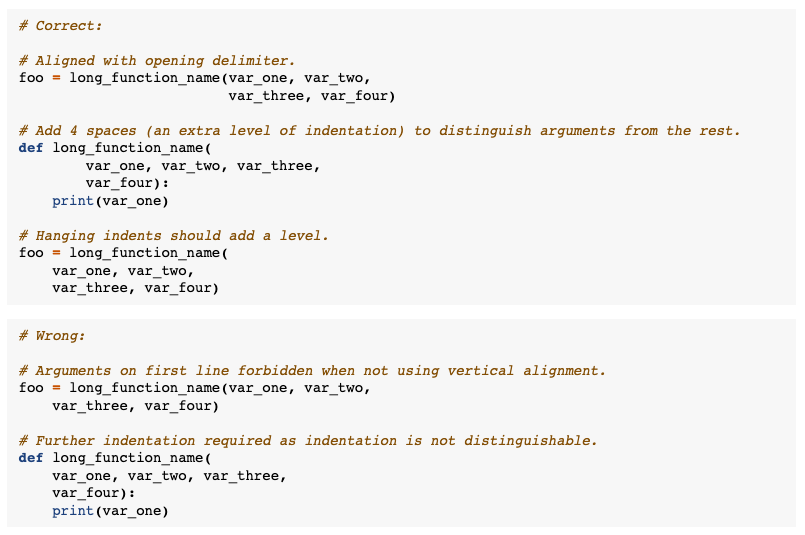 # Correct:

# Aligned with opening delimiter.
foo = long_function_name(var_one, var_two,
                         var_three, var_four)

# Add 4 spaces (an extra level of indentation) to distinguish arguments from the rest.
def long_function_name(
        var_one, var_two, var_three,
        var_four):
    print(var_one)

# Hanging indents should add a level.
foo = long_function_name(
    var_one, var_two,
    var_three, var_four)

# Wrong:

# Arguments on first line forbidden when not using vertical alignment.
foo = long_function_name(var_one, var_two,
    var_three, var_four)

# Further indentation required as indentation is not distinguishable.
def long_function_name(
    var_one, var_two, var_three,
    var_four):
    print(var_one)